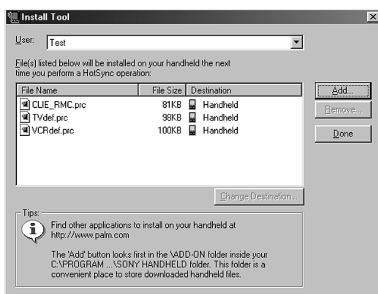 Install Tool
User: Test
File(s) listed below will be installed on your handheld the next
time you perform a HotSync operation:
File Name File Size Destination
CLIE_RMC.prc 81KB Handheld
TVdef.prc 98KB Handheld
VCRdef.prc 100KB Handheld
Add...
Remove...
Done
Change Destination...
Tips:
Find other applications to install on your handheld at
http://www.palm.com
The 'Add' button looks first in the \ADD-ON folder inside your
C:\PROGRAM ...\SONY HANDHELD folder. This folder is a
convenient place to store downloaded handheld files.